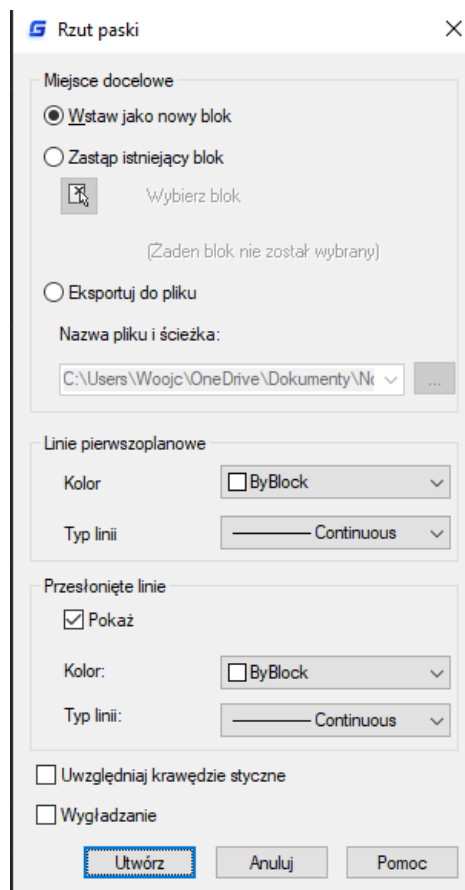 Rzut paski
Miejsce docelowe
Wstaw jako nowy blok
Zastąp istniejący blok
Wybierz blok
(Żaden blok nie został wybrany)
Eksportuj do pliku
Nazwa pliku i ścieżka:
C:\Users\Woojc\OneDrive\Dokumenty\No
...
Linie pierwszoplanowe
Kolor ByBlock
Typ linii Continuous
Przesłonięte linie
Pokaż
Kolor: ByBlock
Typ linii: Continuous
Uwzględniaj krawędzie styczne
Wygładzanie
Utwórz Anuluj Pomoc